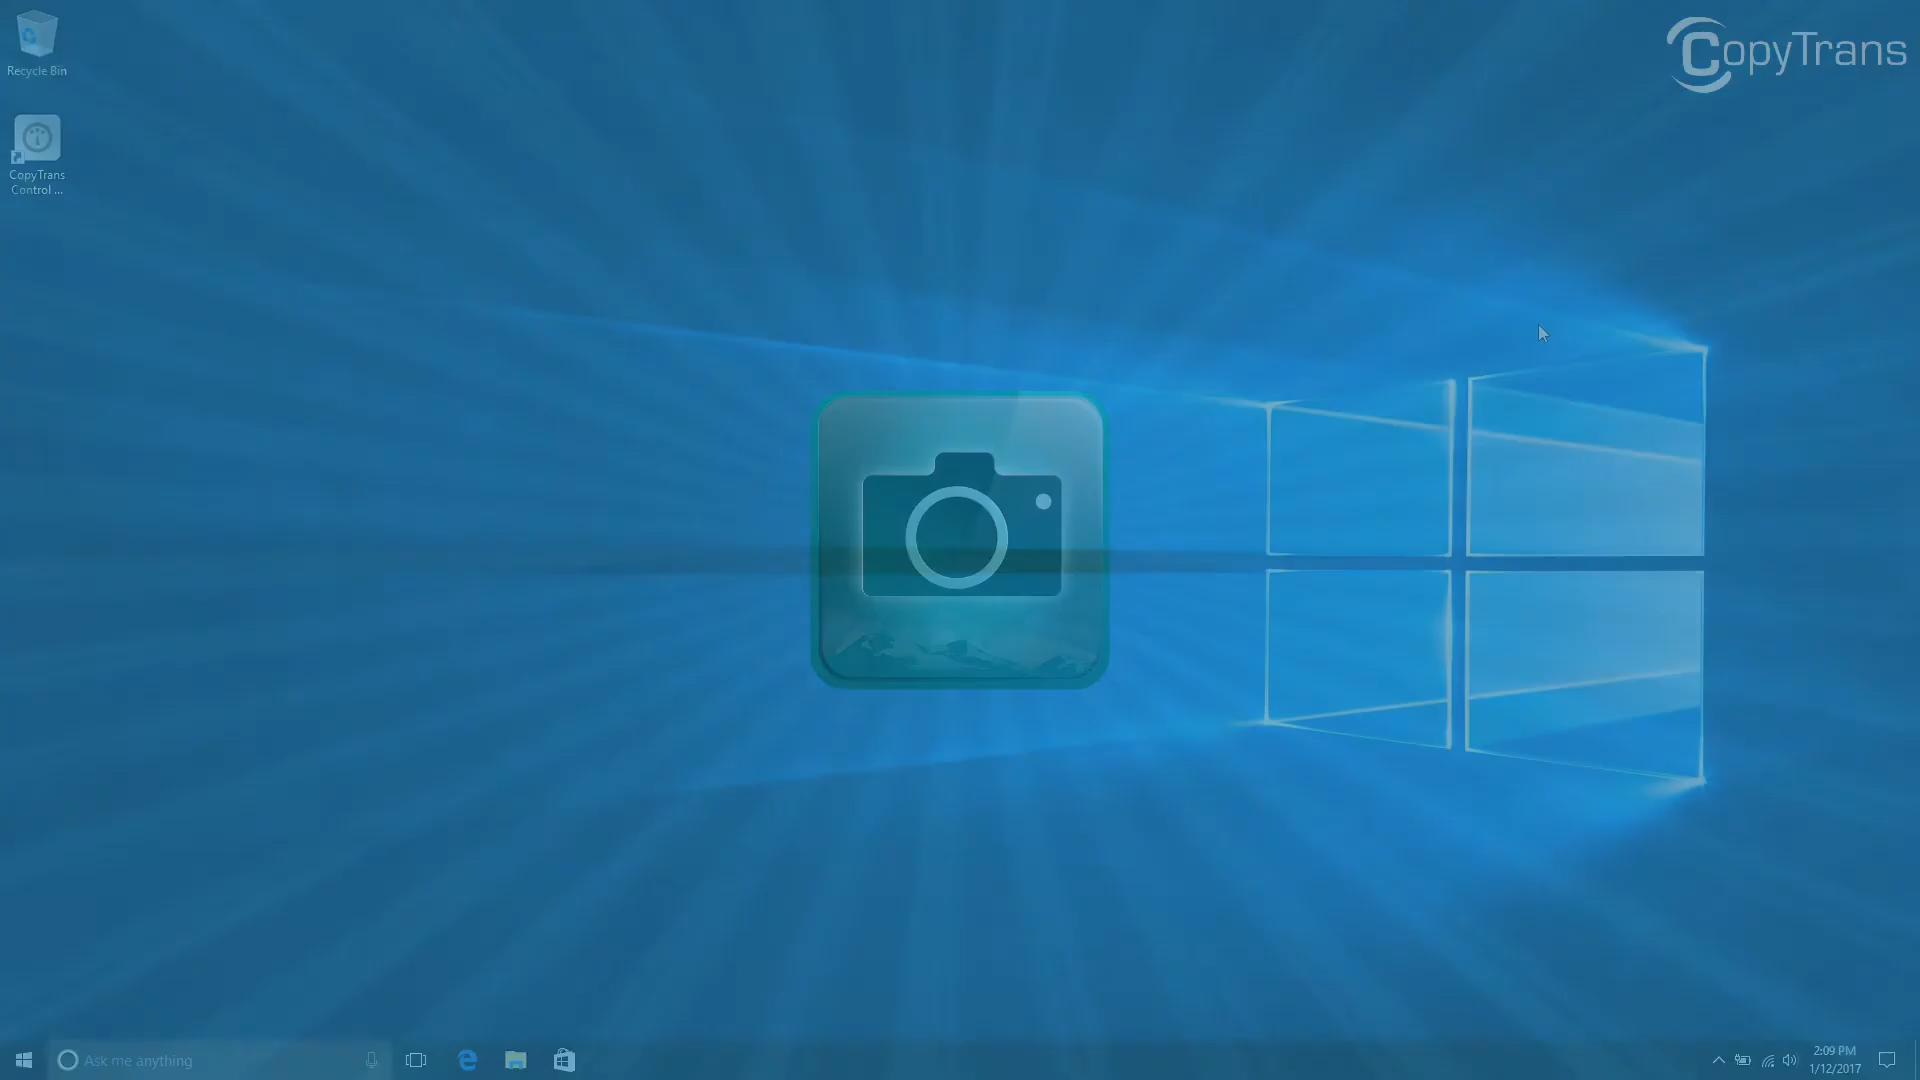 Recycle Bin
CopyTrans
CopyTrans
Control ...
Ask me anything
2:09 PM
1/12/2017